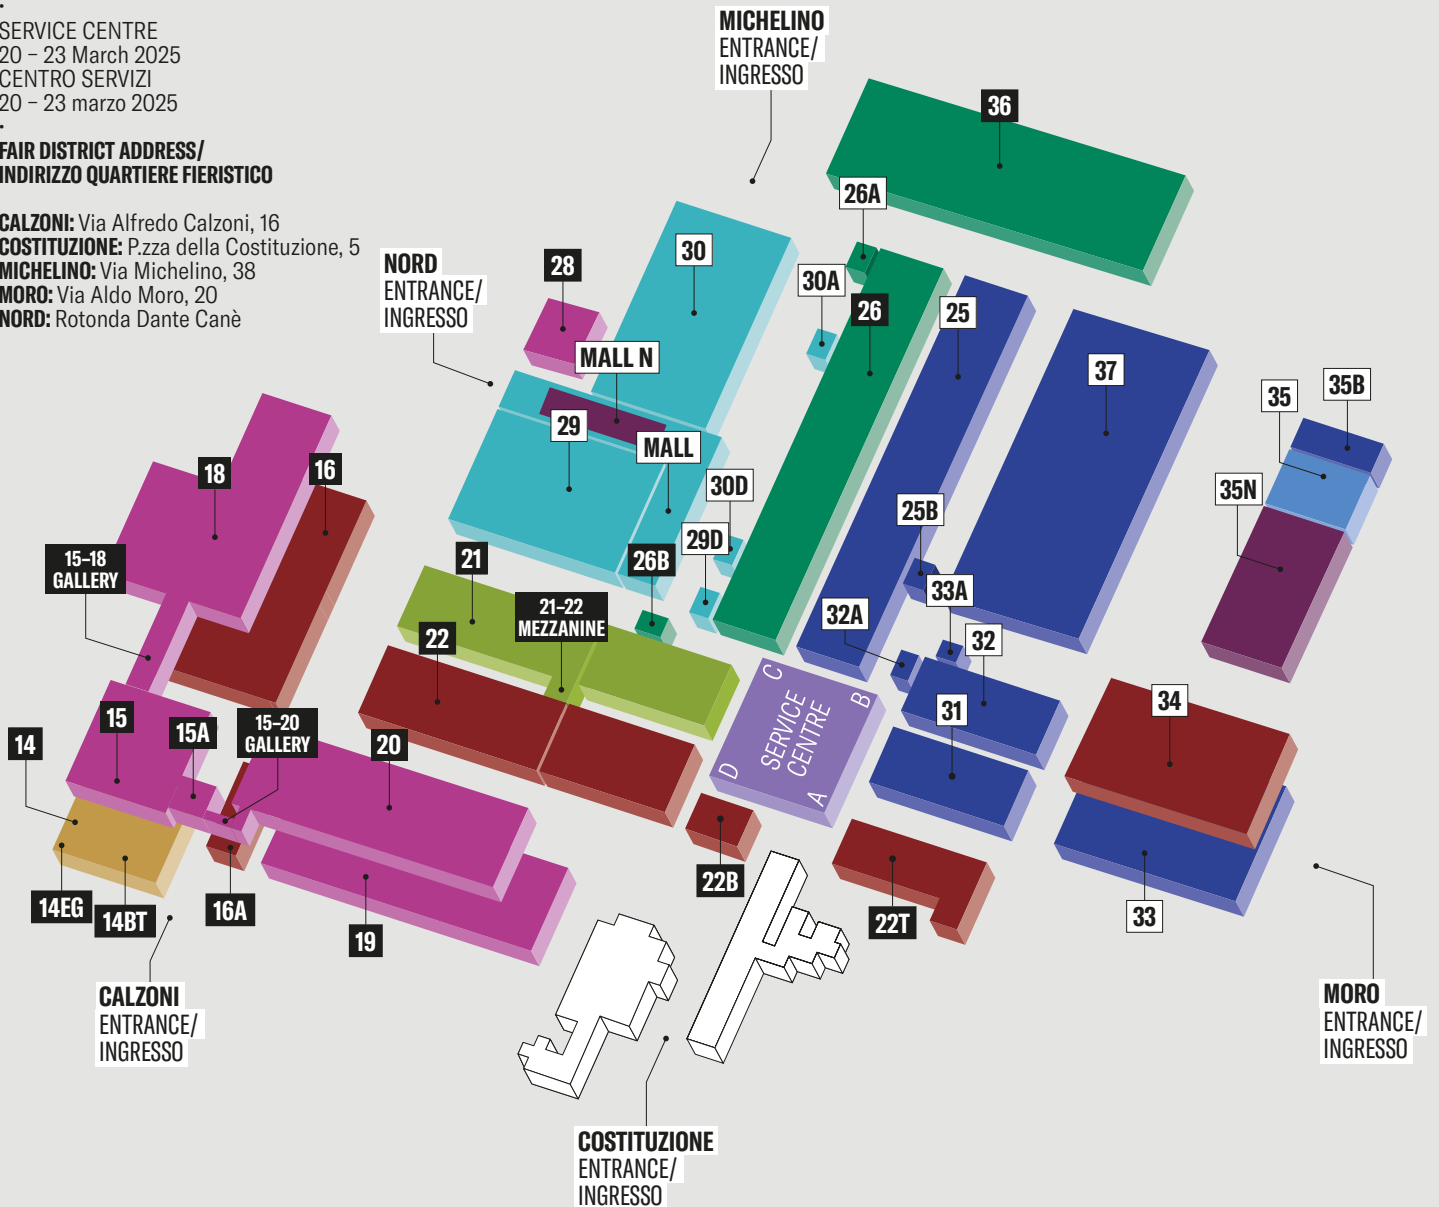 SERVICE CENTRE
20 – 23 March 2025
CENTRO SERVIZI
20 – 23 marzo 2025
FAIR DISTRICT ADDRESS/
INDIRIZZO QUARTIERE FIERISTICO
CALZONI: Via Alfredo Calzoni, 16
COSTITUZIONE: P.zza della Costituzione, 5
MICHELINO: Via Michelino, 38
MORO: Via Aldo Moro, 20
NORD: Rotonda Dante Canè
MICHELINO
ENTRANCE/
INGRESSO
36
26A
30
NORD
ENTRANCE/
INGRESSO
28
30A
26
25
MALL N
37
35B
35
29
MALL
18
16
30D
35N
25B
29D
15–18
GALLERY
21
26B
33A
21–22
MEZZANINE
32A
22
32
C
B
SERVICE
CENTRE
D
A
31
34
15
15A
15–20
GALLERY
14
20
22B
14EG
14BT
16A
19
22T
33
CALZONI
ENTRANCE/
INGRESSO
MORO
ENTRANCE/
INGRESSO
COSTITUZIONE
ENTRANCE/
INGRESSO